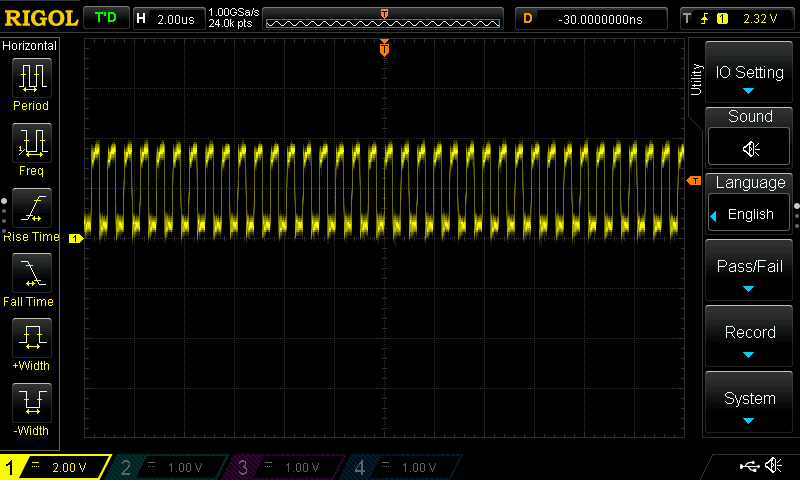 RIGOL T'D H 2.00us 1.00GSa/s 24.0k pts T D -30.0000000ns T 1 2.32 V
Horizontal
Period
Freq
Rise Time
Fall Time
+Width
-Width
T
T
1
Utility
IO Setting
Sound
Language
English
Pass/Fail
Record
System
1 2.00 V 2 1.00 V 3 1.00 V 4 1.00 V